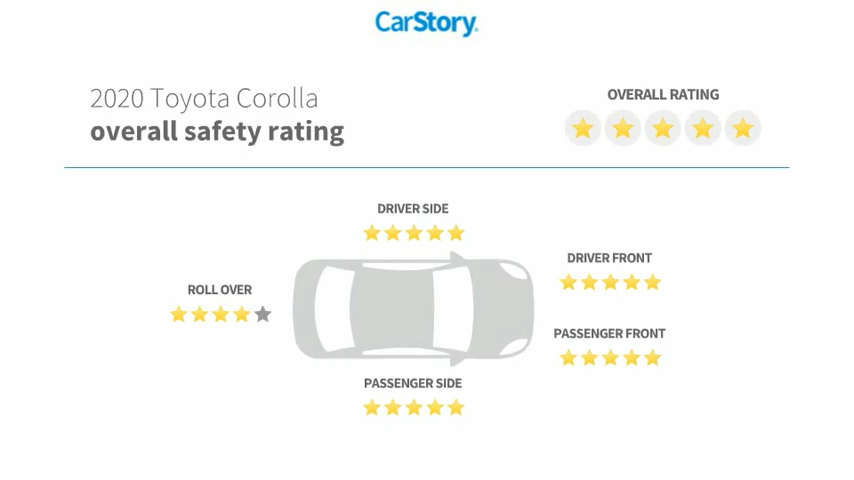 CarStory.
2020 Toyota Corolla
overall safety rating
OVERALL RATING
DRIVER SIDE
DRIVER FRONT
ROLL OVER
PASSENGER FRONT
PASSENGER SIDE